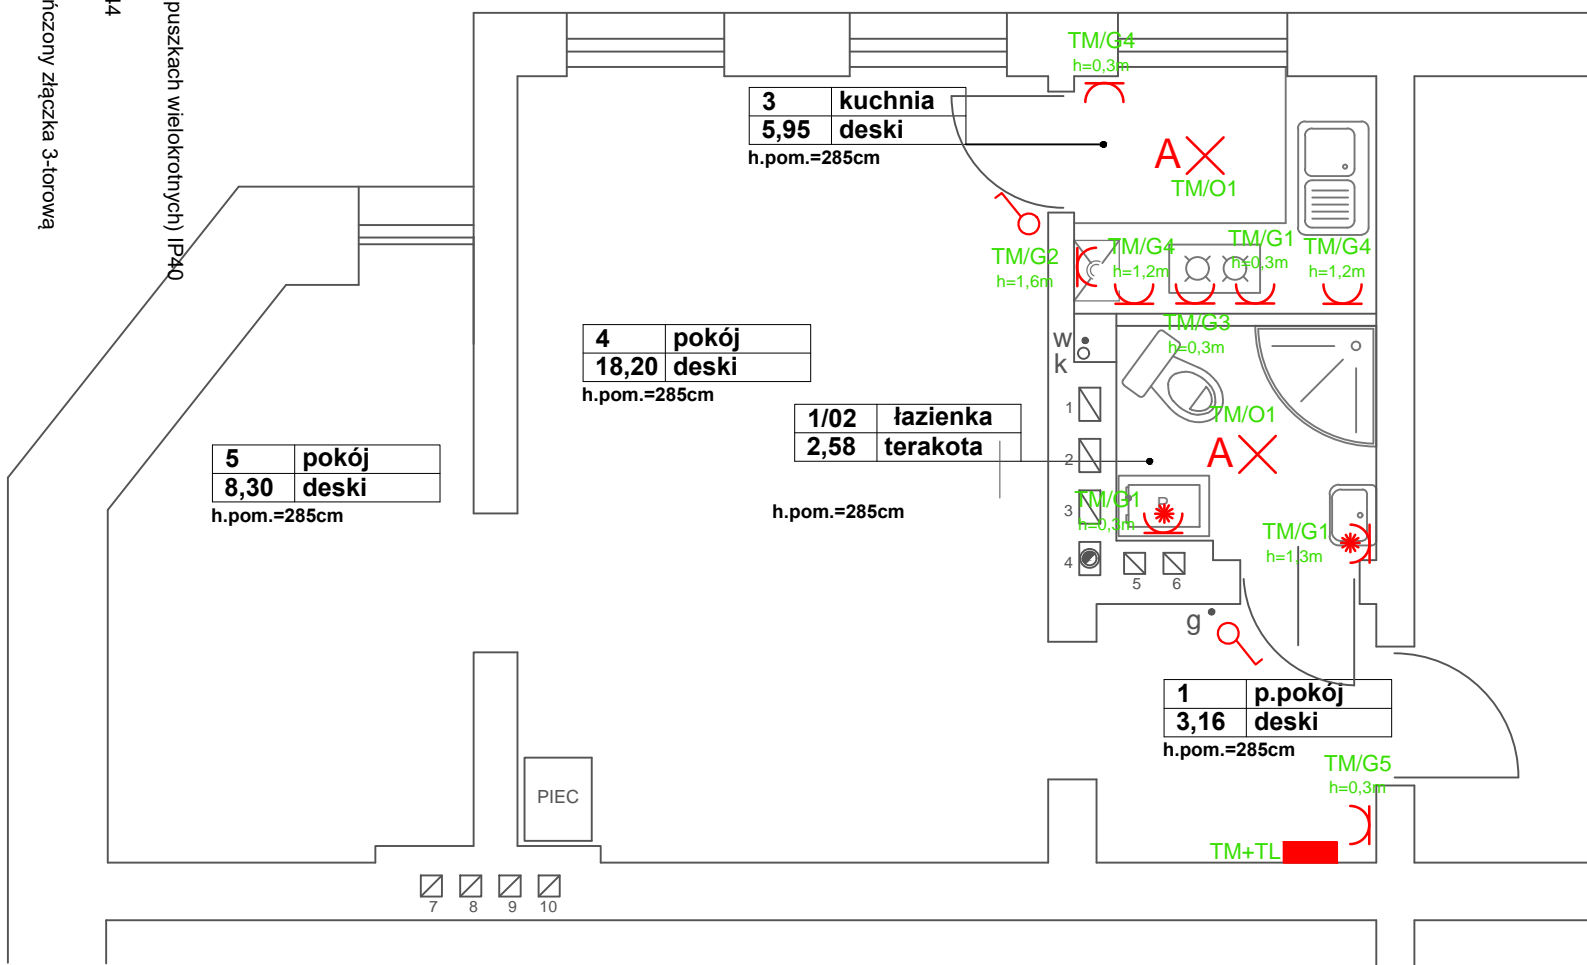 44
ńczony złączka 3-torową
puszkach wielokrotnych) IP40
TM/G4
h=0,3m
3 kuchnia
5,95 deski
h.pom.=285cm
A
TM/O1
TM/G2
h=1,6m
TM/G4
h=1,2m
TM/G1
h=0,3m
TM/G4
h=1,2m
TM/G3
h=0,3m
w
k
4 pokój
18,20 deski
h.pom.=285cm
1/02 łazienka
2,58 terakota
h.pom.=285cm
TM/O1
A
5 pokój
8,30 deski
h.pom.=285cm
1
2
3
4
5
6
TM/G1
h=0,3m
P
TM/G1
h=1,3m
g
1 p.pokój
3,16 deski
h.pom.=285cm
TM/G5
h=0,3m
PIEC
TM+TL
7
8
9
10